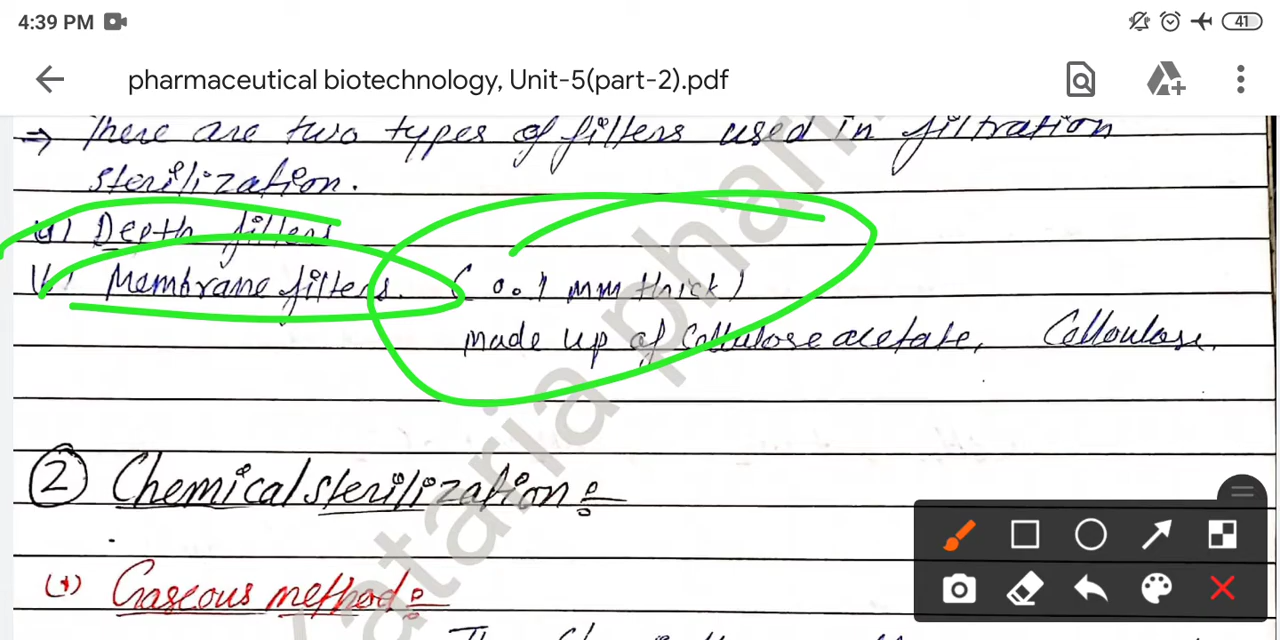 4:39 PM
41
pharmaceutical biotechnology, Unit-5(part-2).pdf
⇒ There are two types of filters used in filtration
sterilization.
(a) Depth filters
(b) Membrane filters. (0.1 mm thick)
made up of Cellulose acetate, Celloulose.
② Chemical sterilization :-
(*) Gaseous method :-